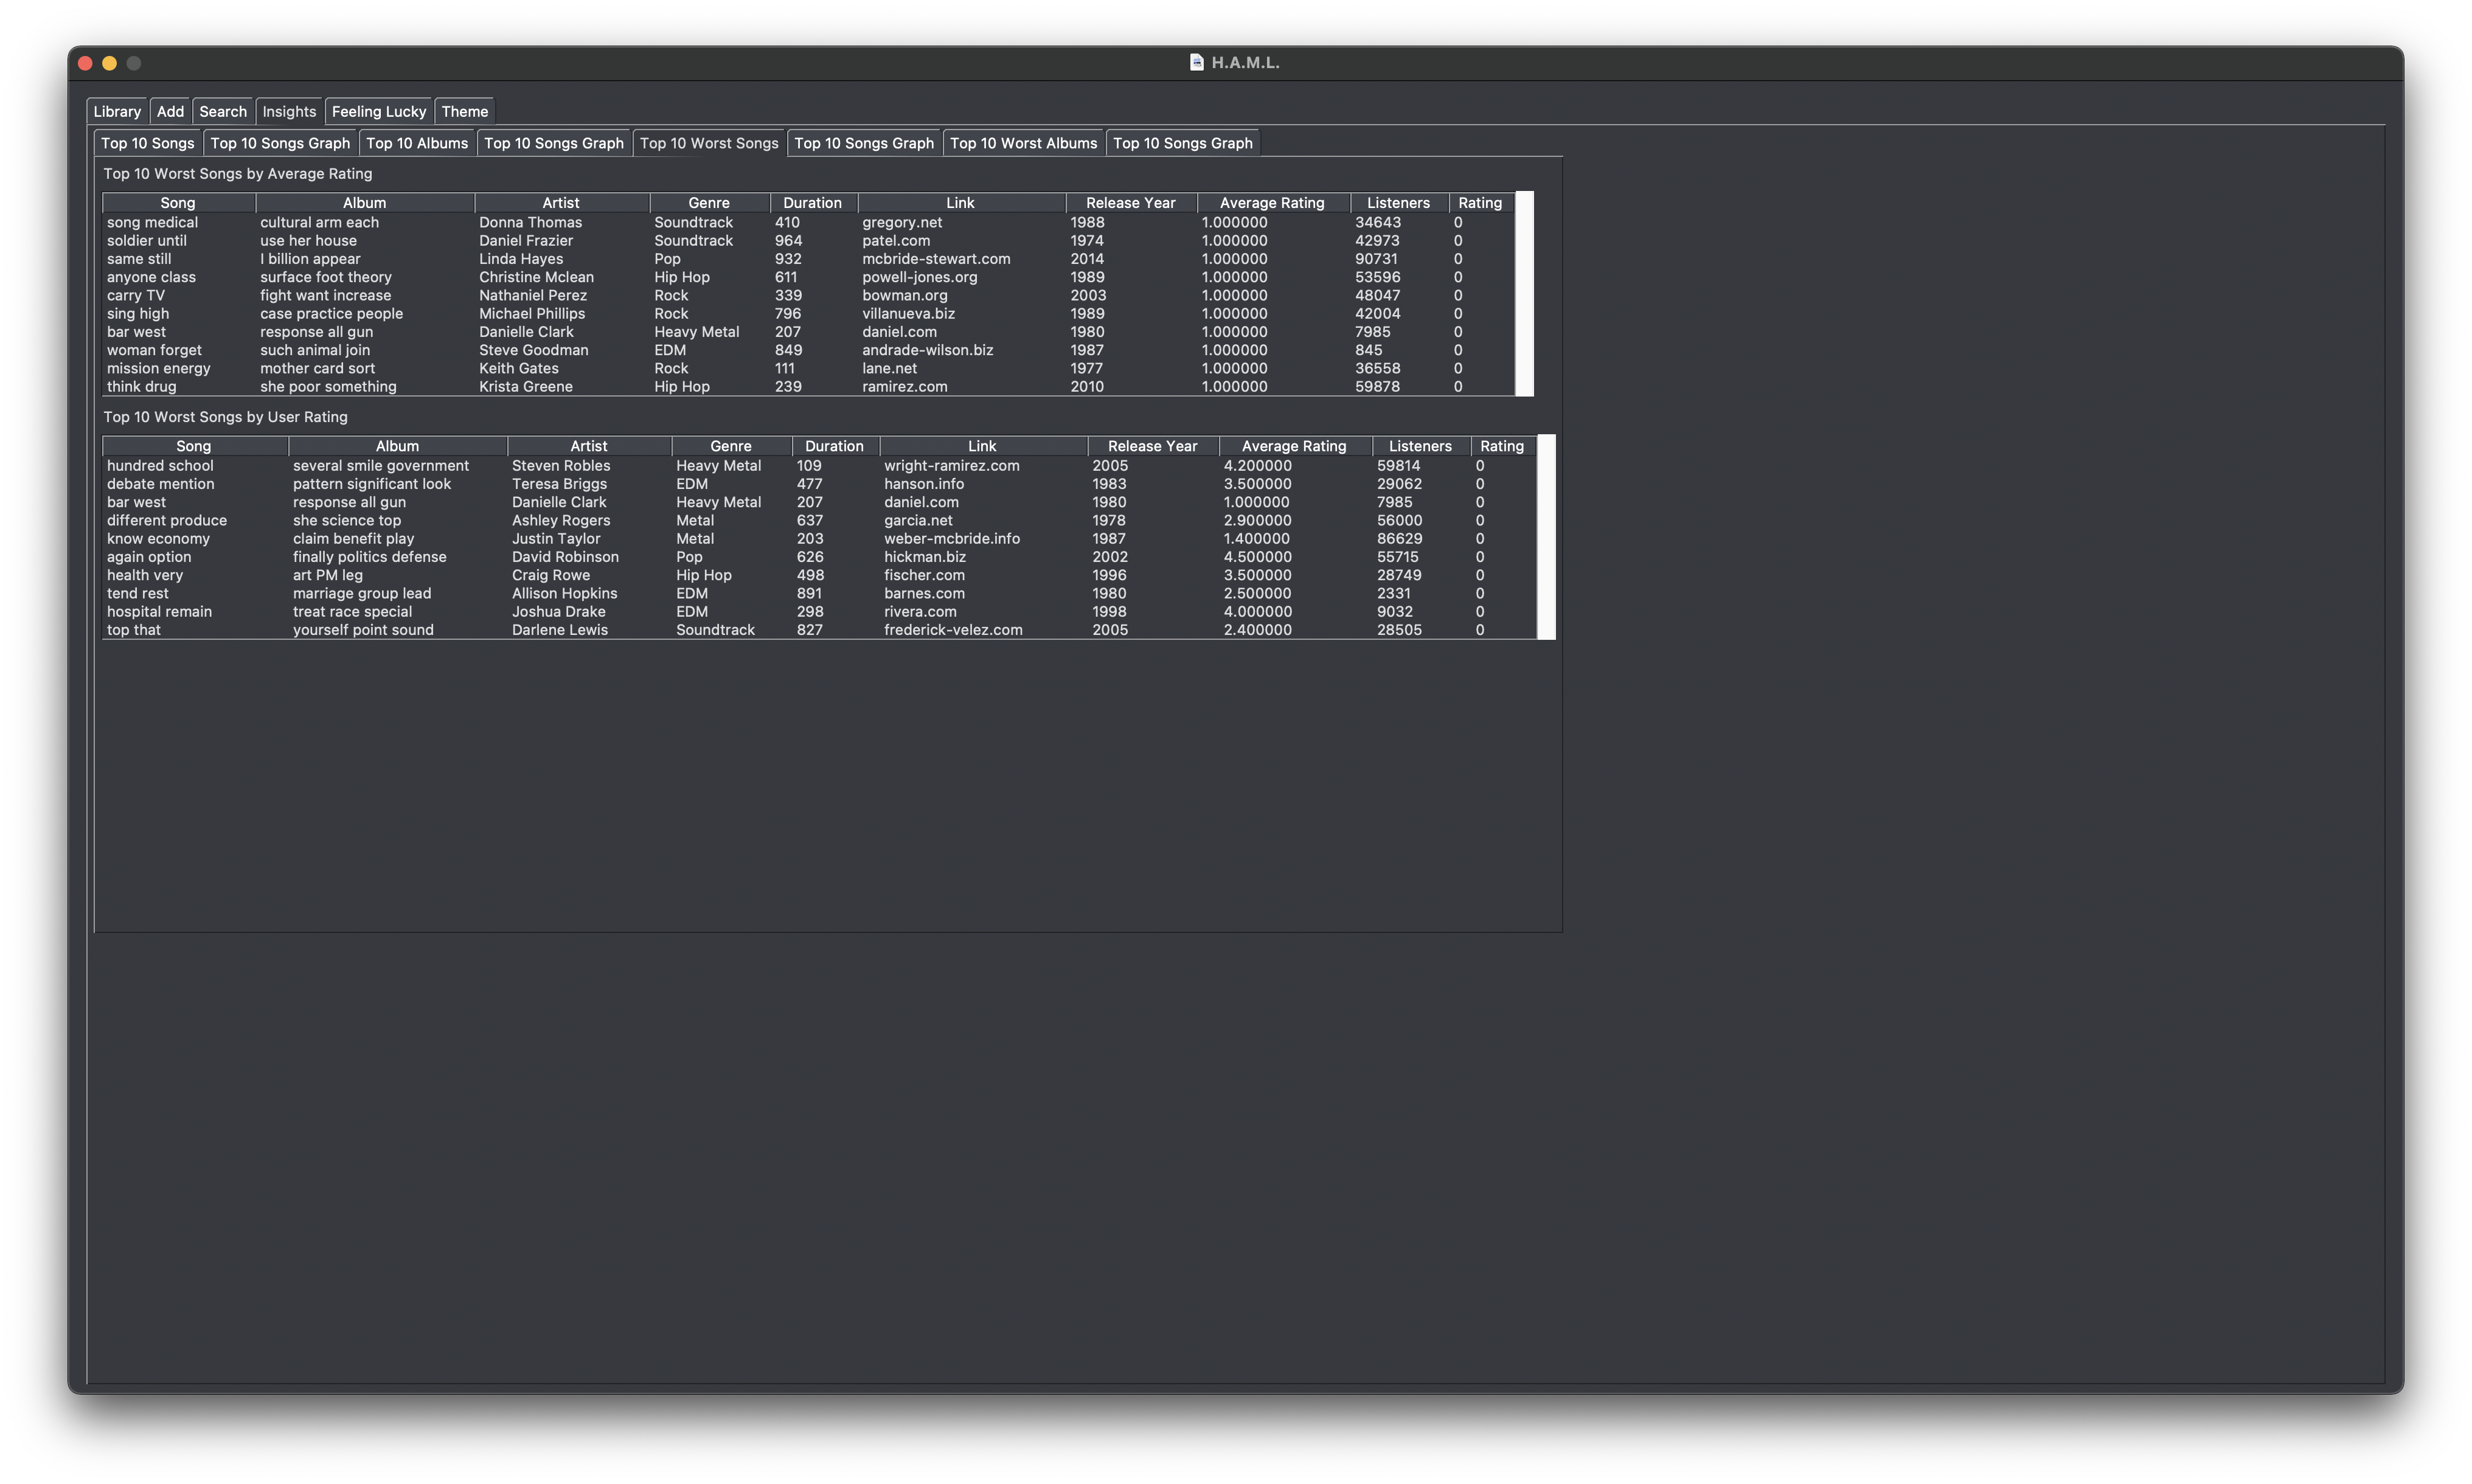 H.A.M.L.
Library Add Search Insights Feeling Lucky Theme
Top 10 Songs Top 10 Songs Graph Top 10 Albums Top 10 Songs Graph Top 10 Worst Songs Top 10 Songs Graph Top 10 Worst Albums Top 10 Songs Graph
Top 10 Worst Songs by Average Rating
Song Album Artist Genre Duration Link Release Year Average Rating Listeners Rating
song medical cultural arm each Donna Thomas Soundtrack 410 gregory.net 1988 1.000000 34643 0
soldier until use her house Daniel Frazier Soundtrack 964 patel.com 1974 1.000000 42973 0
same still I billion appear Linda Hayes Pop 932 mcbride-stewart.com 2014 1.000000 90731 0
anyone class surface foot theory Christine Mclean Hip Hop 611 powell-jones.org 1989 1.000000 53596 0
carry TV fight want increase Nathaniel Perez Rock 339 bowman.org 2003 1.000000 48047 0
sing high case practice people Michael Phillips Rock 796 villanueva.biz 1989 1.000000 42004 0
bar west response all gun Danielle Clark Heavy Metal 207 daniel.com 1980 1.000000 7985 0
woman forget such animal join Steve Goodman EDM 849 andrade-wilson.biz 1987 1.000000 845 0
mission energy mother card sort Keith Gates Rock 111 lane.net 1977 1.000000 36558 0
think drug she poor something Krista Greene Hip Hop 239 ramirez.com 2010 1.000000 59878 0
Top 10 Worst Songs by User Rating
Song Album Artist Genre Duration Link Release Year Average Rating Listeners Rating
hundred school several smile government Steven Robles Heavy Metal 109 wright-ramirez.com 2005 4.200000 59814 0
debate mention pattern significant look Teresa Briggs EDM 477 hanson.info 1983 3.500000 29062 0
bar west response all gun Danielle Clark Heavy Metal 207 daniel.com 1980 1.000000 7985 0
different produce she science top Ashley Rogers Metal 637 garcia.net 1978 2.900000 56000 0
know economy claim benefit play Justin Taylor Metal 203 weber-mcbride.info 1987 1.400000 86629 0
again option finally politics defense David Robinson Pop 626 hickman.biz 2002 4.500000 55715 0
health very art PM leg Craig Rowe Hip Hop 498 fischer.com 1996 3.500000 28749 0
tend rest marriage group lead Allison Hopkins EDM 891 barnes.com 1980 2.500000 2331 0
hospital remain treat race special Joshua Drake EDM 298 rivera.com 1998 4.000000 9032 0
top that yourself point sound Darlene Lewis Soundtrack 827 frederick-velez.com 2005 2.400000 28505 0